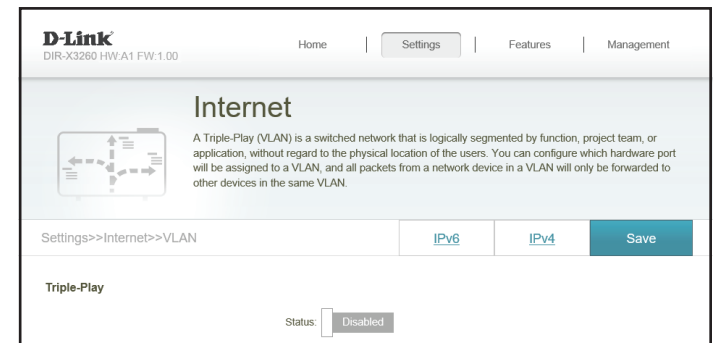 D-Link
DIR-X3260 HW:A1 FW:1.00
Home Settings Features Management
Internet
A Triple-Play (VLAN) is a switched network that is logically segmented by function, project team, or
application, without regard to the physical location of the users. You can configure which hardware port
will be assigned to a VLAN, and all packets from a network device in a VLAN will only be forwarded to
other devices in the same VLAN.
Settings>>Internet>>VLAN IPv6 IPv4 Save
Triple-Play
Status: Disabled